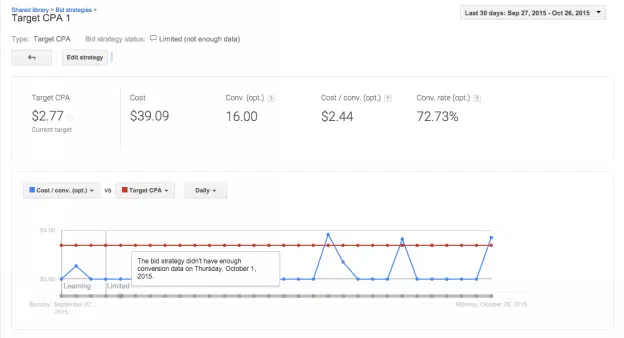 Shared library > Bid strategies >
Target CPA 1
Last 30 days: Sep 27, 2015 - Oct 26, 2015
Type: Target CPA Bid strategy status: Limited (not enough data)
Edit strategy
Target CPA Cost Conv. (opt.) ? Cost / conv. (opt.) ? Conv. rate (opt.) ?
$2.77 $39.09 16.00 $2.44 72.73%
Current target
Cost / conv. (opt.) vs Target CPA Daily
$4.00
The bid strategy didn't have enough
conversion data on Thursday, October 1,
2015.
$0.00
Learning Limited
Sunday, September 27, Monday, October 26, 2015
2015